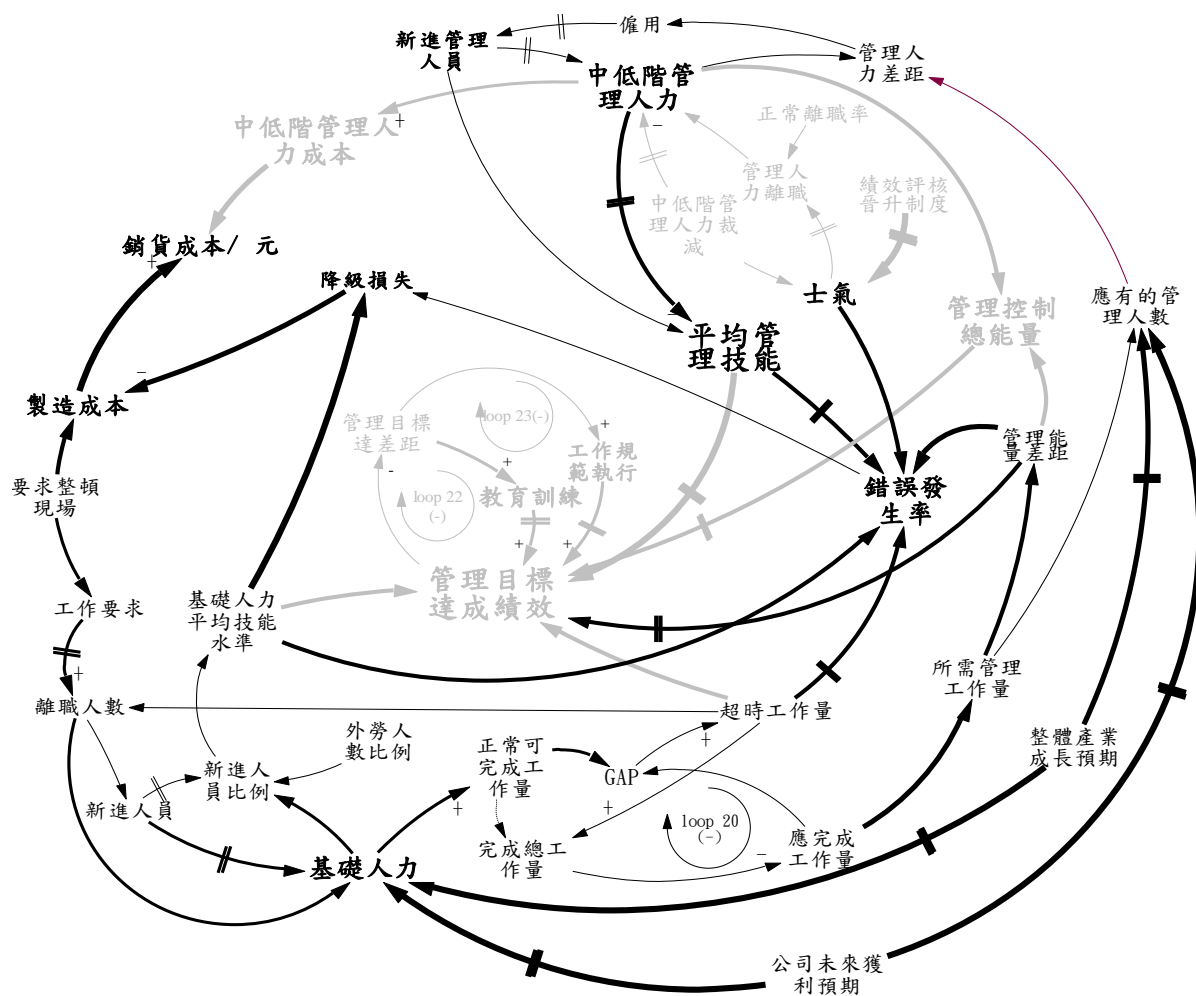 僱用
新進管理
人員
管理人
力差距
中低階管
理人力
正常離職率
中低階管理人
力成本
+
－
管理人
力離職
績效評核
晉升制度
中低階管
理人力裁
減
銷貨成本/ 元
+
降級損失
士氣
應有的管
理人數
管理控制
總能量
－
平均管
理技能
－
製造成本
管理目標
達差距
loop 23(-)
+
工作規
範執行
管理能
量差距
-
+
loop 22
(-)
教育訓練
錯誤發
生率
要求整頓
現場
+
+
管理目標
達成績效
工作要求
基礎人力
平均技能
水準
+
所需管理
工作量
離職人數
超時工作量
外勞人
數比例
正常可
完成工
作量
+
整體產業
成長預期
新進人
員比例
GAP
新進人員
+
+
loop 20
(-)
應完成
工作量
完成總工
作量
－
基礎人力
公司未來獲
利預期